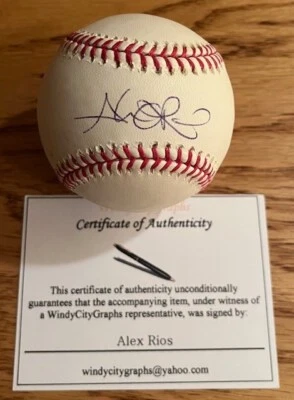 Certificate of Authenticity
This certificate of authenticity unconditionally
guarantees that the accompanying item, under witness of
a WindyCityGraphs representative, was signed by:
Alex Rios
windycitygraphs@yahoo.com